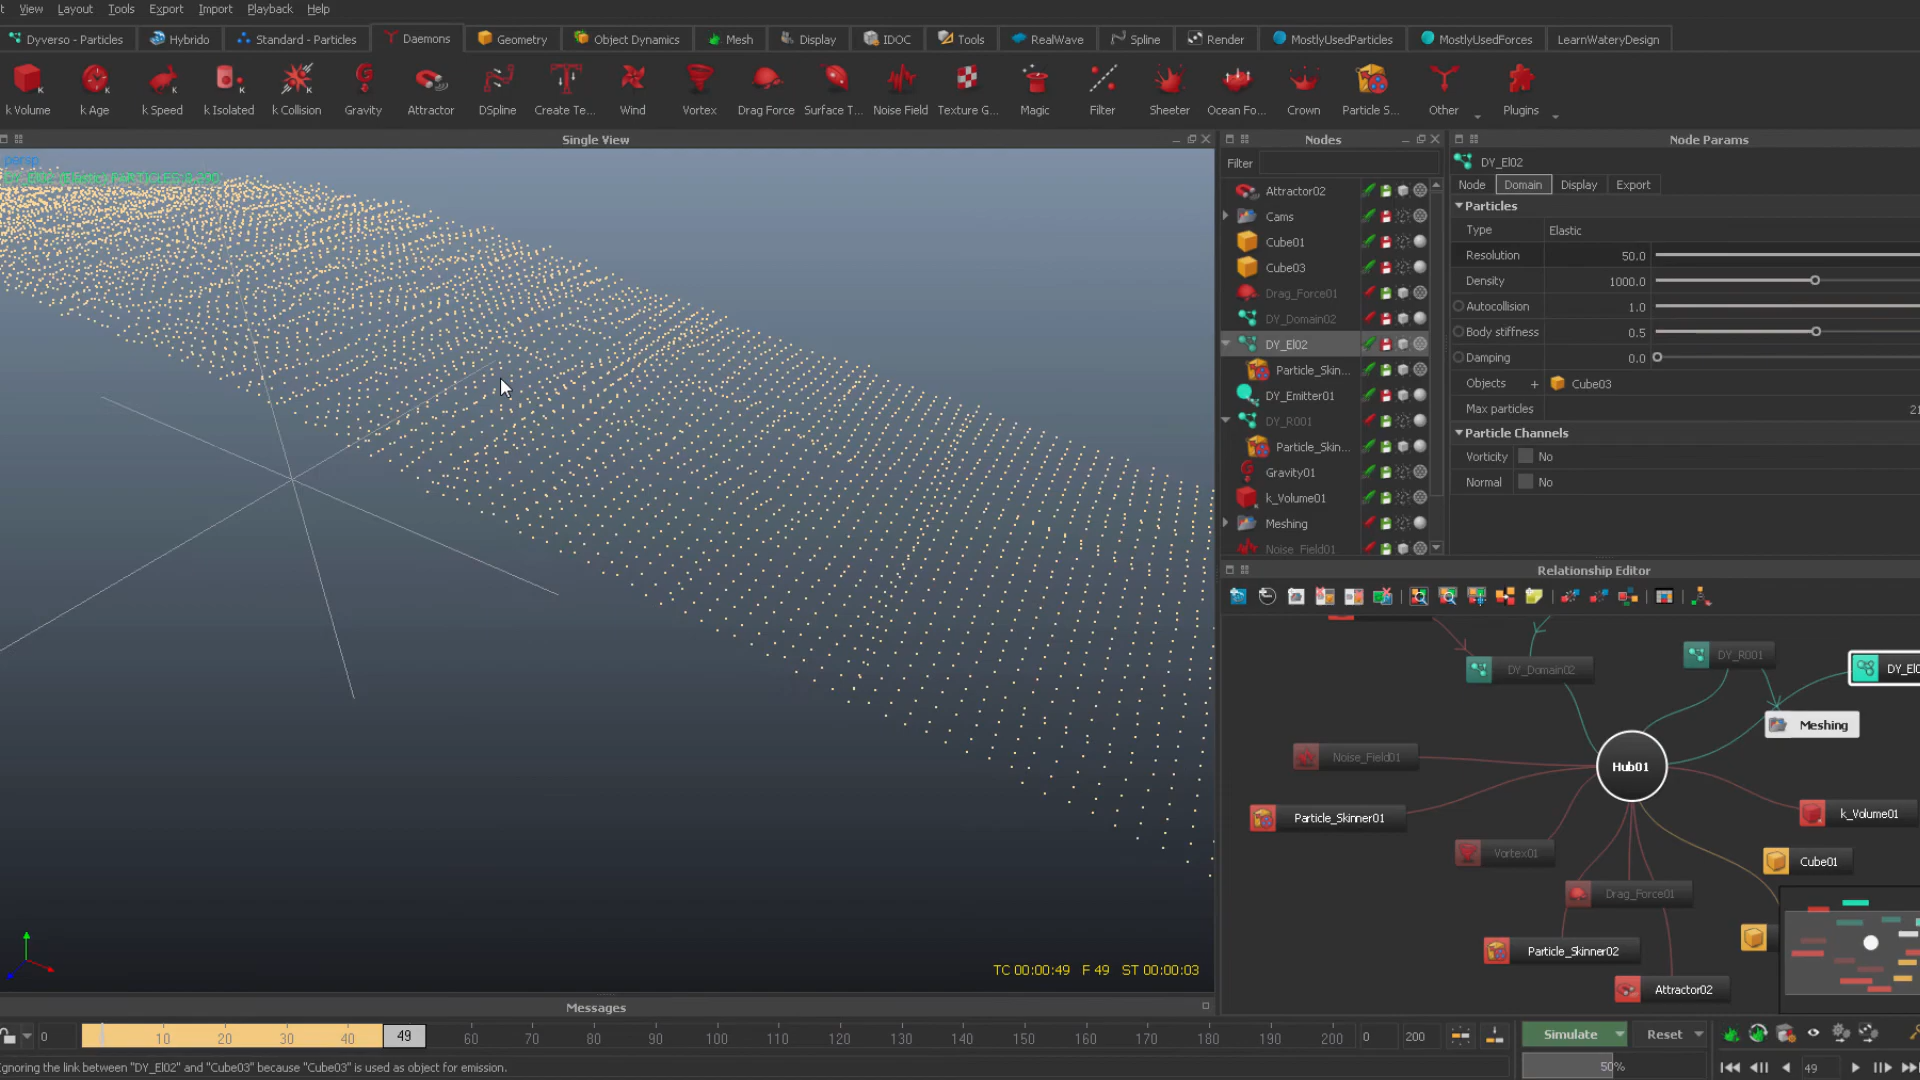 View Layout Tools Export Import Playback Help
Dyverso - Particles Hybrido Standard - Particles Daemons Geometry Object Dynamics Mesh Display IDOC Tools RealWave Spline Render MostlyUsedParticles MostlyUsedForces LearnWateryDesign
k Volume k Age k Speed k Isolated k Collision Gravity Attractor DSpline Create Te... Wind Vortex Drag Force Surface T... Noise Field Texture G... Magic Filter Sheeter Ocean Fo... Crown Particle S... Other Plugins
Single View
persp
TC 00:00:49 F 49 ST 00:00:03
Nodes
Filter
Attractor02
Cams
Cube01
Cube03
Drag_Force01
DY_Domain02
DY_El02
Particle_Skin...
DY_Emitter01
DY_R001
Particle_Skin...
Gravity01
k_Volume01
Meshing
Noise_Field01
Node Params
DY_El02
Node Domain Display Export
Particles
Type Elastic
Resolution 50.0
Density 1000.0
Autocollision 1.0
Body stiffness 0.5
Damping 0.0
Objects + Cube03
Max particles 21
Particle Channels
Vorticity No
Normal No
Relationship Editor
DY_Domain02
DY_R001
DY_El0
Meshing
Noise_Field01
Hub01
Particle_Skinner01
k_Volume01
Vortex01
Cube01
Drag_Force01
Particle_Skinner02
Attractor02
Messages
0 10 20 30 40 49 60 70 80 90 100 110 120 130 140 150 160 170 180 190 200 0 200
Simulate Reset
gnoring the link between "DY_El02" and "Cube03" because "Cube03" is used as object for emission.
50%
49